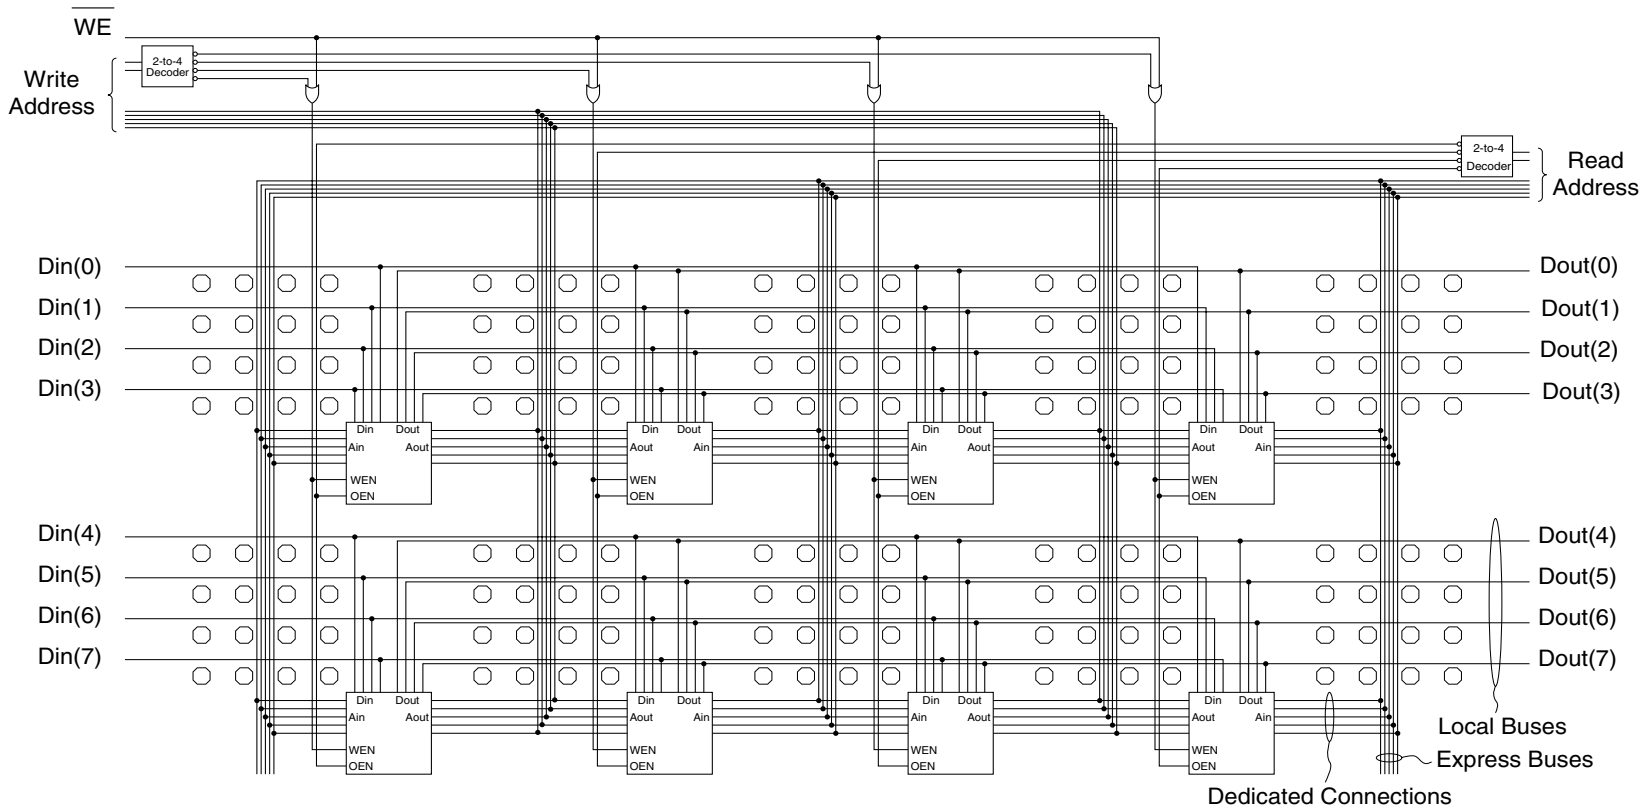 WE
2-to-4
Decoder
Write
Address
2-to-4
Decoder
Read
Address
Din(0)
Dout(0)
Din(1)
Dout(1)
Din(2)
Dout(2)
Din(3)
Dout(3)
Din Dout
Ain Aout
WEN
OEN
Din Dout
Aout Ain
WEN
OEN
Din Dout
Ain Aout
WEN
OEN
Din Dout
Aout Ain
WEN
OEN
Din(4)
Dout(4)
Din(5)
Dout(5)
Din(6)
Dout(6)
Din(7)
Dout(7)
Din Dout
Ain Aout
WEN
OEN
Din Dout
Aout Ain
WEN
OEN
Din Dout
Ain Aout
WEN
OEN
Din Dout
Aout Ain
WEN
OEN
Local Buses
Express Buses
Dedicated Connections